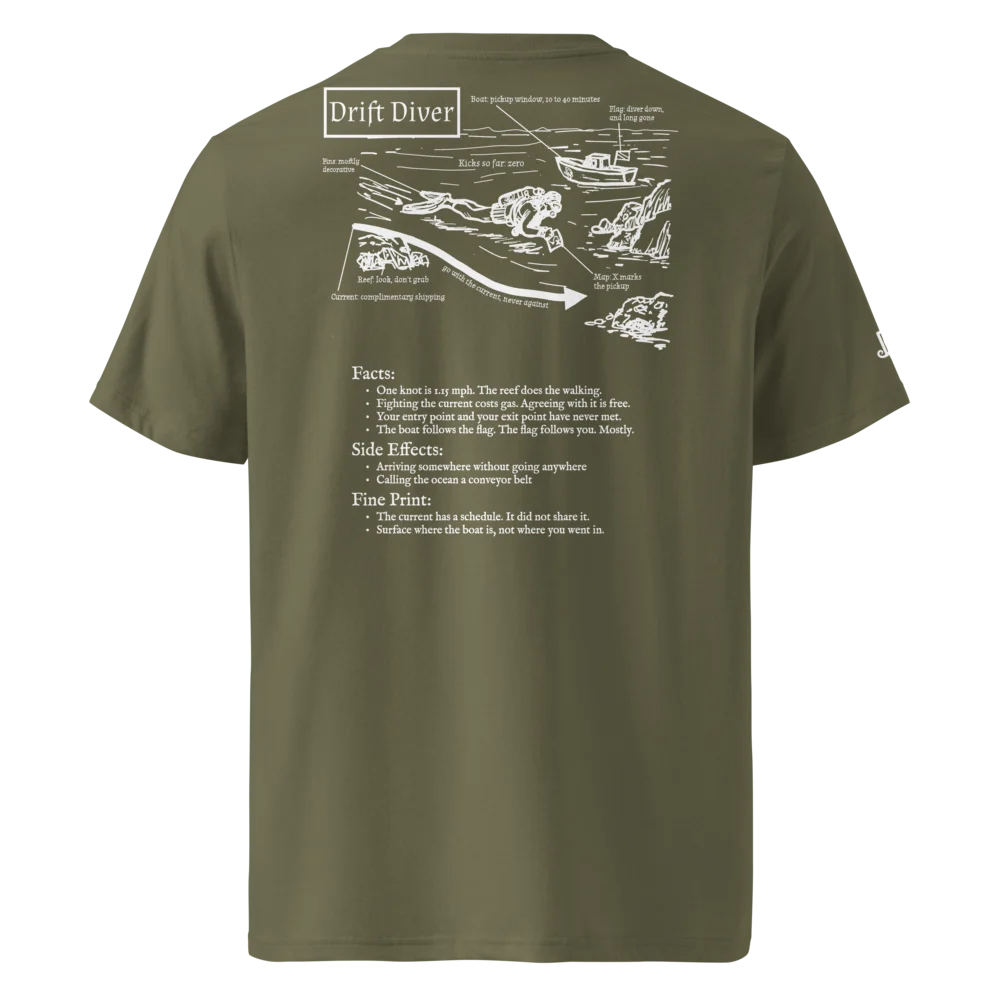 Drift Diver
Boat: pickup window, 10 to 40 minutes
Flag: diver down,
and long gone
Fins: mostly
decorative
Kicks so far: zero
Map: X marks
the pickup
Reef: look, don't grab
go with the current, never against
Current: complimentary shipping
Facts:
• One knot is 1.15 mph. The reef does the walking.
• Fighting the current costs gas. Agreeing with it is free.
• Your entry point and your exit point have never met.
• The boat follows the flag. The flag follows you. Mostly.
Side Effects:
• Arriving somewhere without going anywhere
• Calling the ocean a conveyor belt
Fine Print:
• The current has a schedule. It did not share it.
• Surface where the boat is, not where you went in.